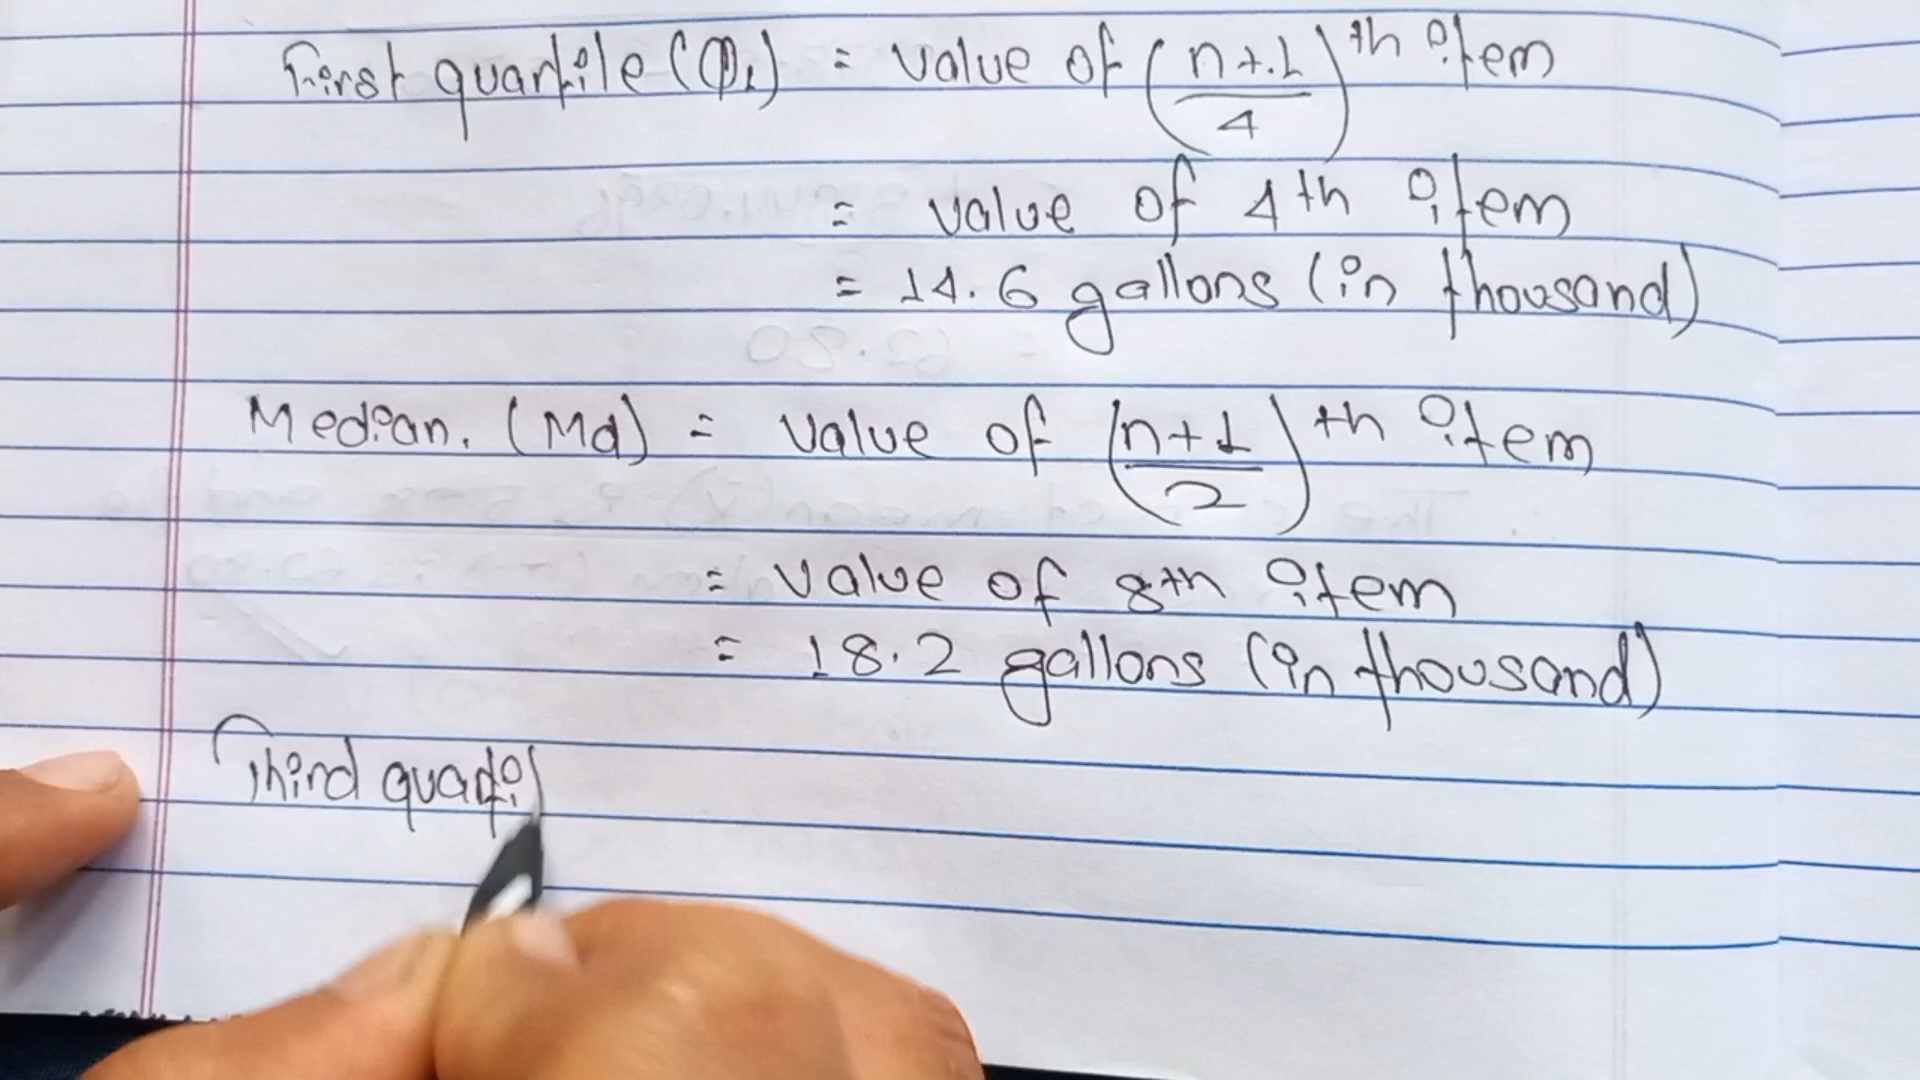 First quartile (Q1) = value of (n+1/4)th item
= value of 4th item
= 14.6 gallons (in thousand)
Median. (Md) = value of (n+1/2)th item
= value of 8th item
= 18.2 gallons (in thousand)
Third quartil